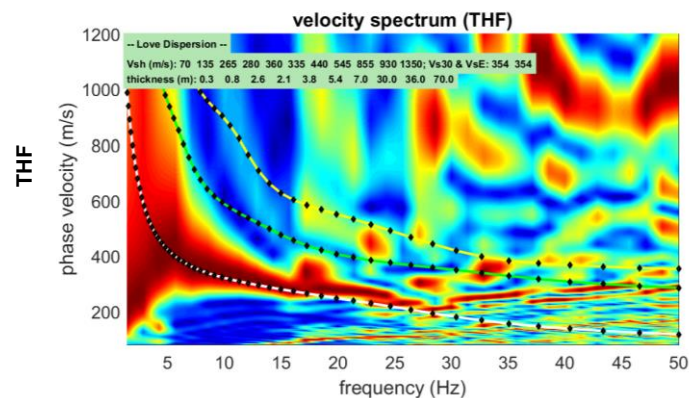 velocity spectrum (THF)
1200
-- Love Dispersion --
Vsh (m/s): 70 135 265 280 360 335 440 545 855 930 1350; Vs30 & VsE: 354 354
thickness (m): 0.3 0.8 2.6 2.1 3.8 5.4 7.0 30.0 36.0 70.0
1000
800
600
400
200
THF
phase velocity (m/s)
5 10 15 20 25 30 35 40 45 50
frequency (Hz)